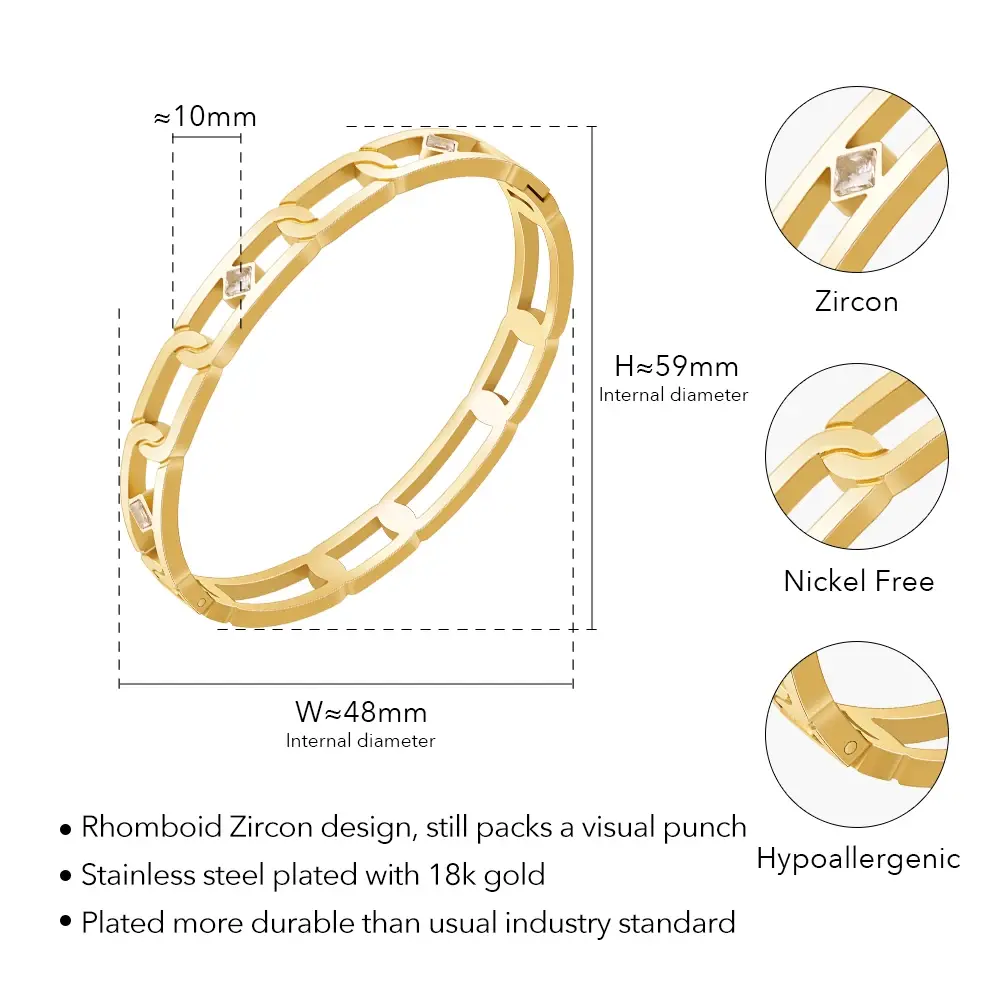 ≈10mm
H≈59mm
Internal diameter
W≈48mm
Internal diameter
Zircon
Nickel Free
Hypoallergenic
• Rhomboid Zircon design, still packs a visual punch
• Stainless steel plated with 18k gold
• Plated more durable than usual industry standard